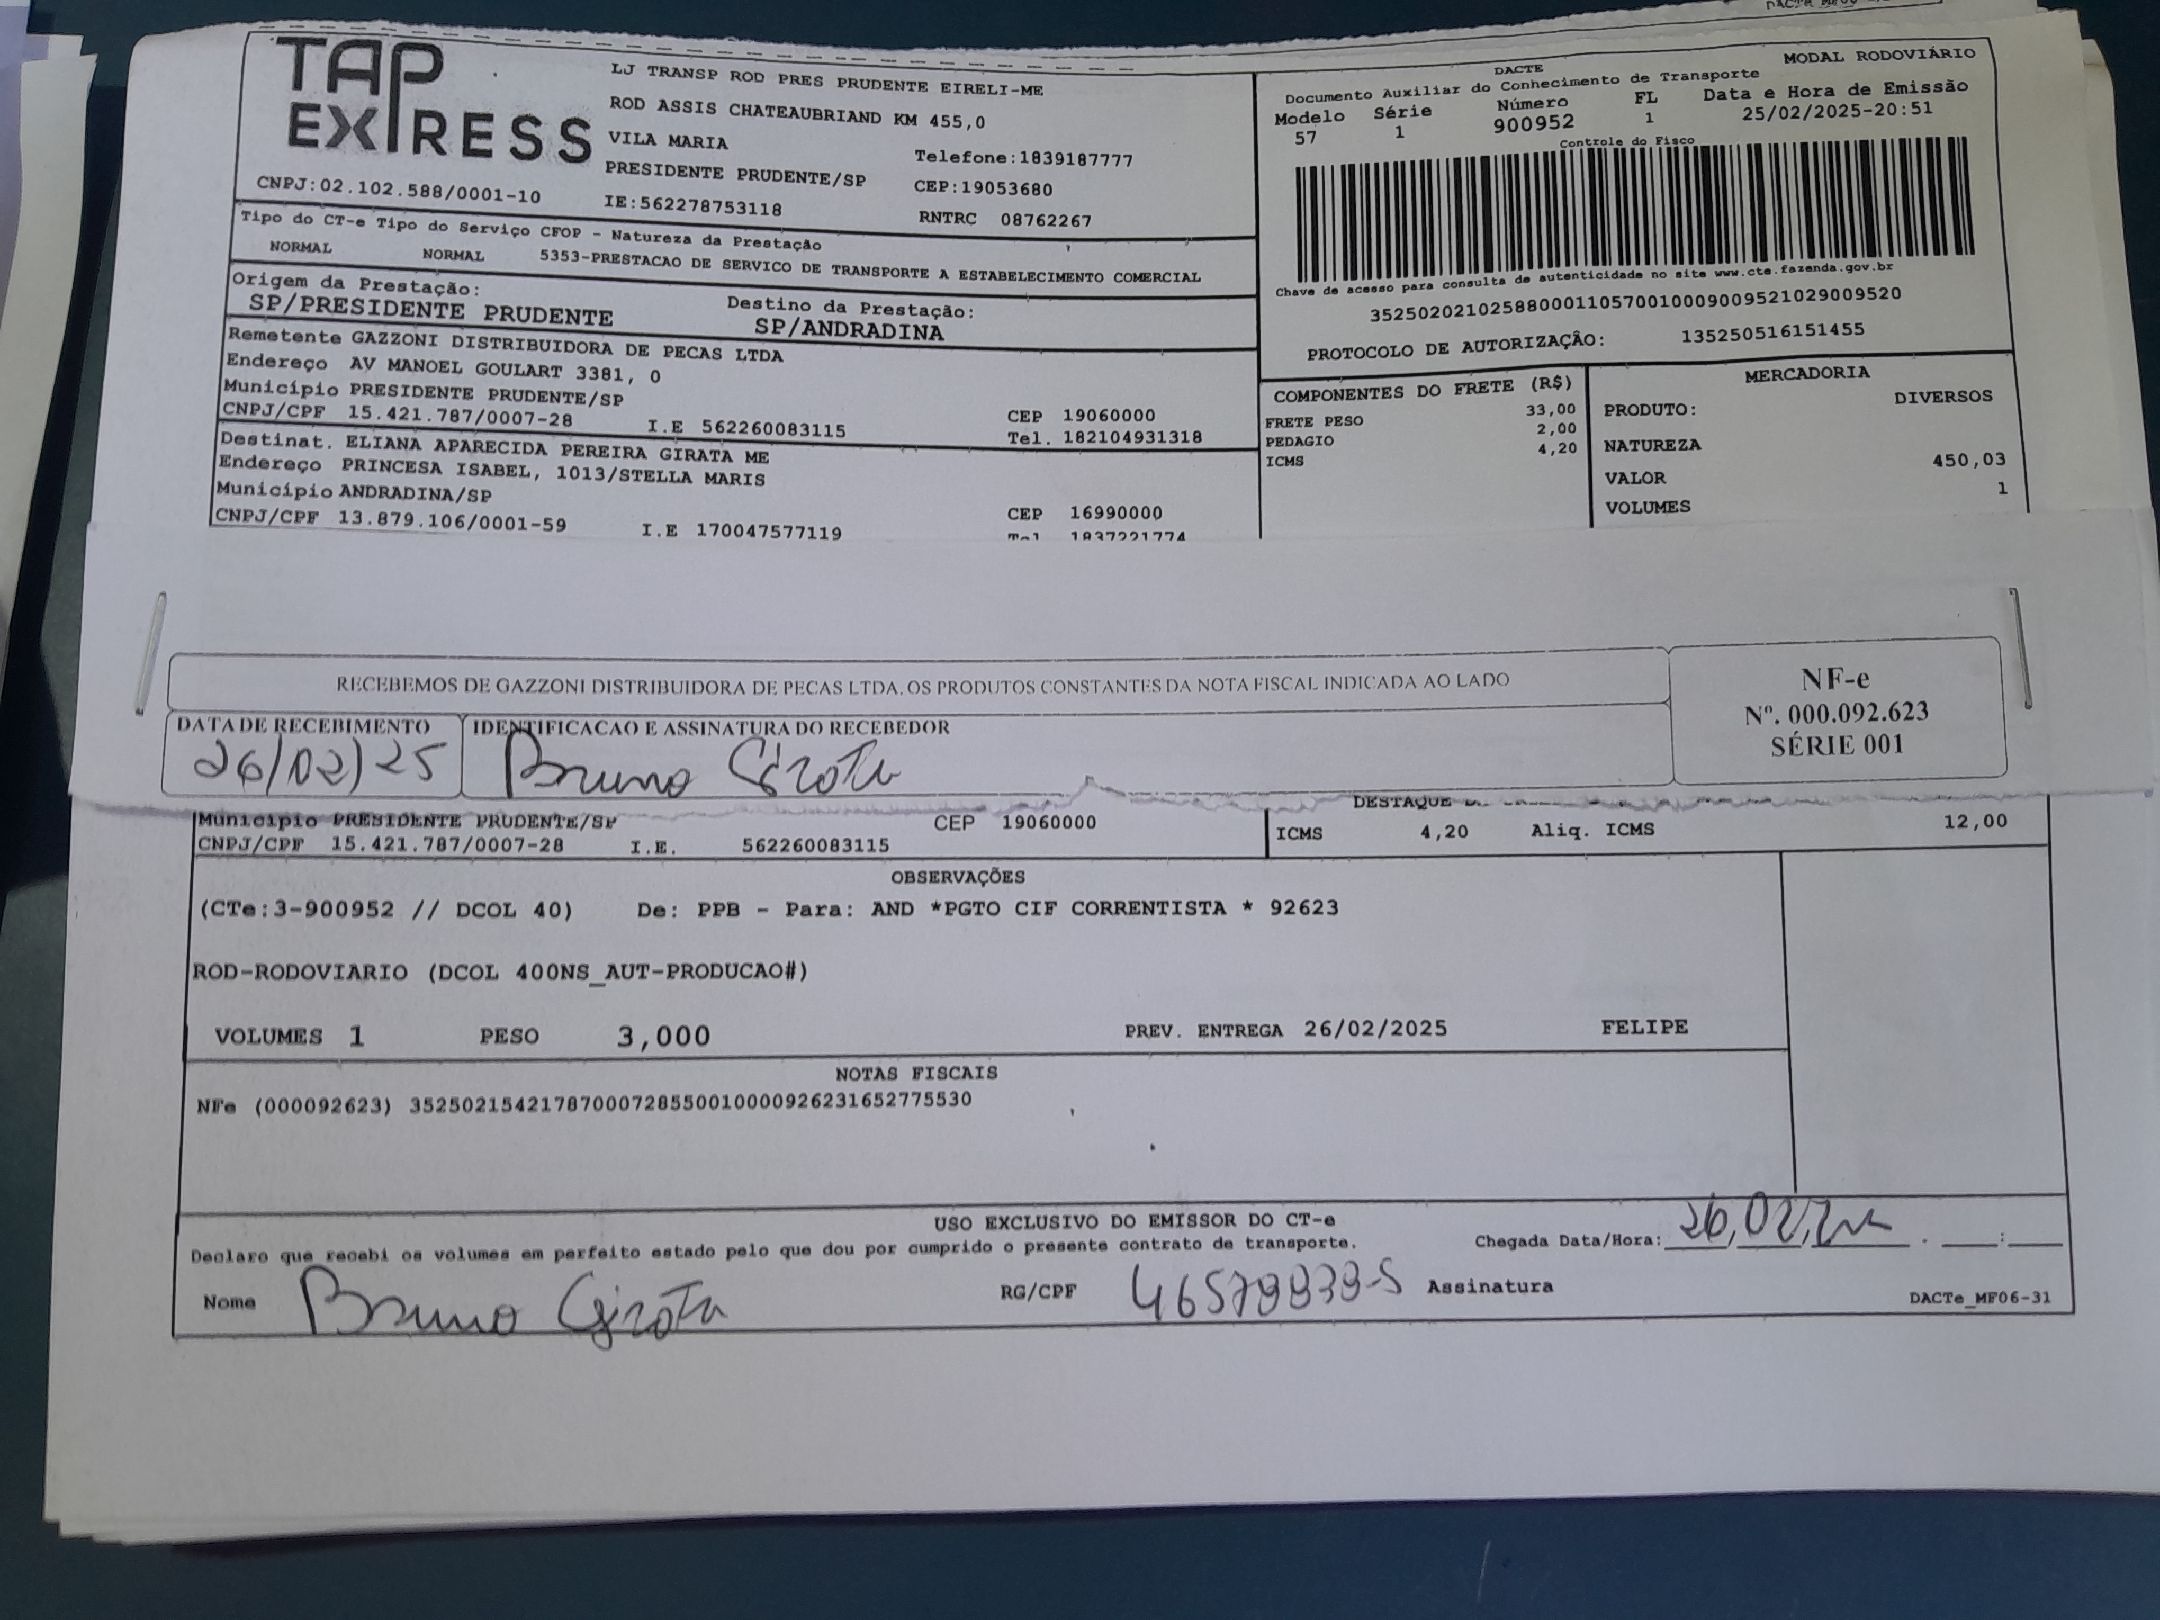 TAP EXPRESS
CNPJ:02.102.588/0001-10
LJ TRANSP ROD PRES PRUDENTE EIRELI-ME
ROD ASSIS CHATEAUBRIAND KM 455,0
VILA MARIA
Telefone:1839187777
PRESIDENTE PRUDENTE/SP
CEP:19053680
IE:562278753118
RNTRC 08762267
DACTE
MODAL RODOVIÁRIO
Documento Auxiliar do Conhecimento de Transporte
Modelo Série Número FL Data e Hora de Emissão
57 1 900952 1 25/02/2025-20:51
Controle do Fisco
Chave de acesso para consulta de autenticidade no site www.cte.fazenda.gov.br
35250202102588000110570010009009521029009520
PROTOCOLO DE AUTORIZAÇÃO: 135250516151455
Tipo do CT-e Tipo do Serviço CFOP - Natureza da Prestação
NORMAL NORMAL 5353-PRESTACAO DE SERVICO DE TRANSPORTE A ESTABELECIMENTO COMERCIAL
Origem da Prestação: Destino da Prestação:
SP/PRESIDENTE PRUDENTE SP/ANDRADINA
Remetente GAZZONI DISTRIBUIDORA DE PECAS LTDA
Endereço AV MANOEL GOULART 3381, 0
Município PRESIDENTE PRUDENTE/SP CEP 19060000
CNPJ/CPF 15.421.787/0007-28 I.E 562260083115 Tel. 182104931318
Destinat. ELIANA APARECIDA PEREIRA GIRATA ME
Endereço PRINCESA ISABEL, 1013/STELLA MARIS
Município ANDRADINA/SP CEP 16990000
CNPJ/CPF 13.879.106/0001-59 I.E 170047577119 Tel 1837221774
COMPONENTES DO FRETE (R$)
FRETE PESO 33,00
PEDAGIO 2,00
ICMS 4,20
MERCADORIA
PRODUTO: DIVERSOS
NATUREZA
VALOR 450,03
VOLUMES 1
RECEBEMOS DE GAZZONI DISTRIBUIDORA DE PECAS LTDA. OS PRODUTOS CONSTANTES DA NOTA FISCAL INDICADA AO LADO
NF-e
Nº. 000.092.623
SÉRIE 001
DATA DE RECEBIMENTO IDENTIFICACAO E ASSINATURA DO RECEBEDOR
26/02/25 Bruno Girota
DESTAQUE
Município PRESIDENTE PRUDENTE/SP CEP 19060000
CNPJ/CPF 15.421.787/0007-28 I.E. 562260083115
ICMS 4,20 Aliq. ICMS 12,00
OBSERVAÇÕES
(CTe:3-900952 // DCOL 40) De: PPB - Para: AND *PGTO CIF CORRENTISTA * 92623
ROD-RODOVIARIO (DCOL 400NS_AUT-PRODUCAO#)
VOLUMES 1 PESO 3,000 PREV. ENTREGA 26/02/2025 FELIPE
NOTAS FISCAIS
NFe (000092623) 35250215421787000728550010000926231652775530
USO EXCLUSIVO DO EMISSOR DO CT-e
Declaro que recebi os volumes em perfeito estado pelo que dou por cumprido o presente contrato de transporte.
Chegada Data/Hora: 26,02, . :
Nome Bruno Girota RG/CPF Assinatura
DACTe_MF06-31